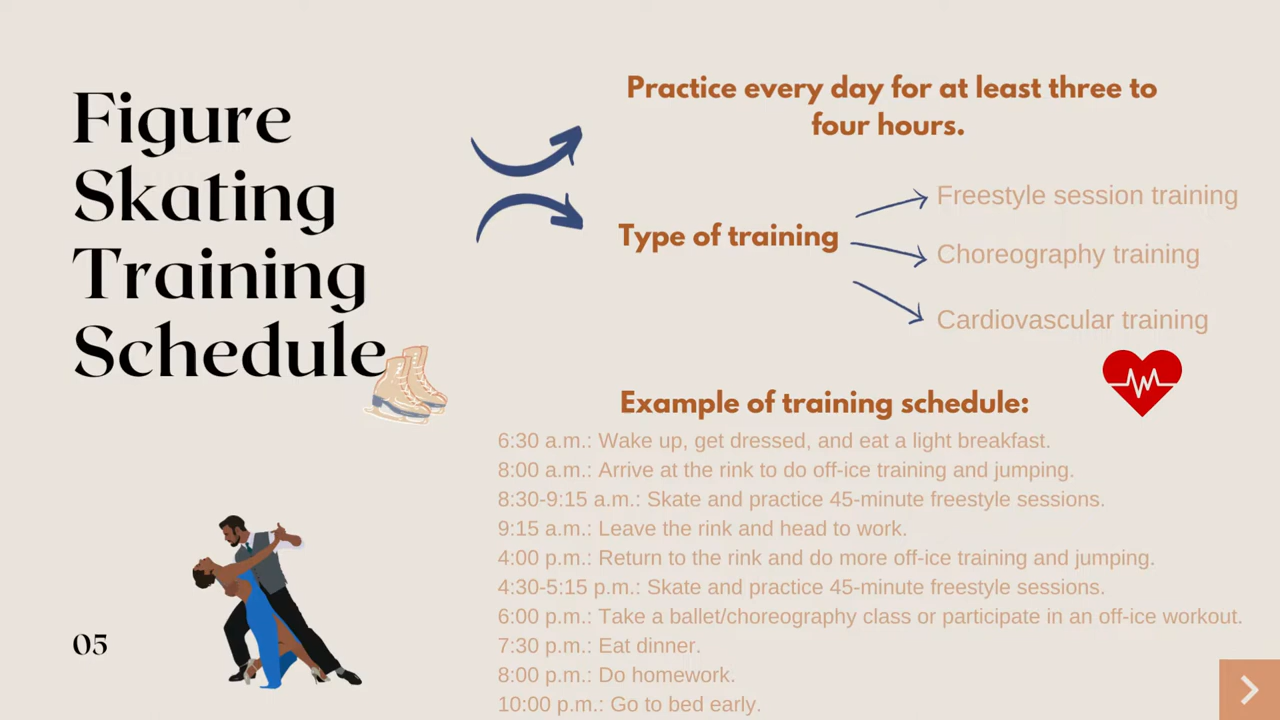 Figure
Skating
Training
Schedule
Practice every day for at least three to
four hours.
Type of training
Freestyle session training
Choreography training
Cardiovascular training
Example of training schedule:
6:30 a.m.: Wake up, get dressed, and eat a light breakfast.
8:00 a.m.: Arrive at the rink to do off-ice training and jumping.
8:30-9:15 a.m.: Skate and practice 45-minute freestyle sessions.
9:15 a.m.: Leave the rink and head to work.
4:00 p.m.: Return to the rink and do more off-ice training and jumping.
4:30-5:15 p.m.: Skate and practice 45-minute freestyle sessions.
6:00 p.m.: Take a ballet/choreography class or participate in an off-ice workout.
7:30 p.m.: Eat dinner.
8:00 p.m.: Do homework.
10:00 p.m.: Go to bed early.
05